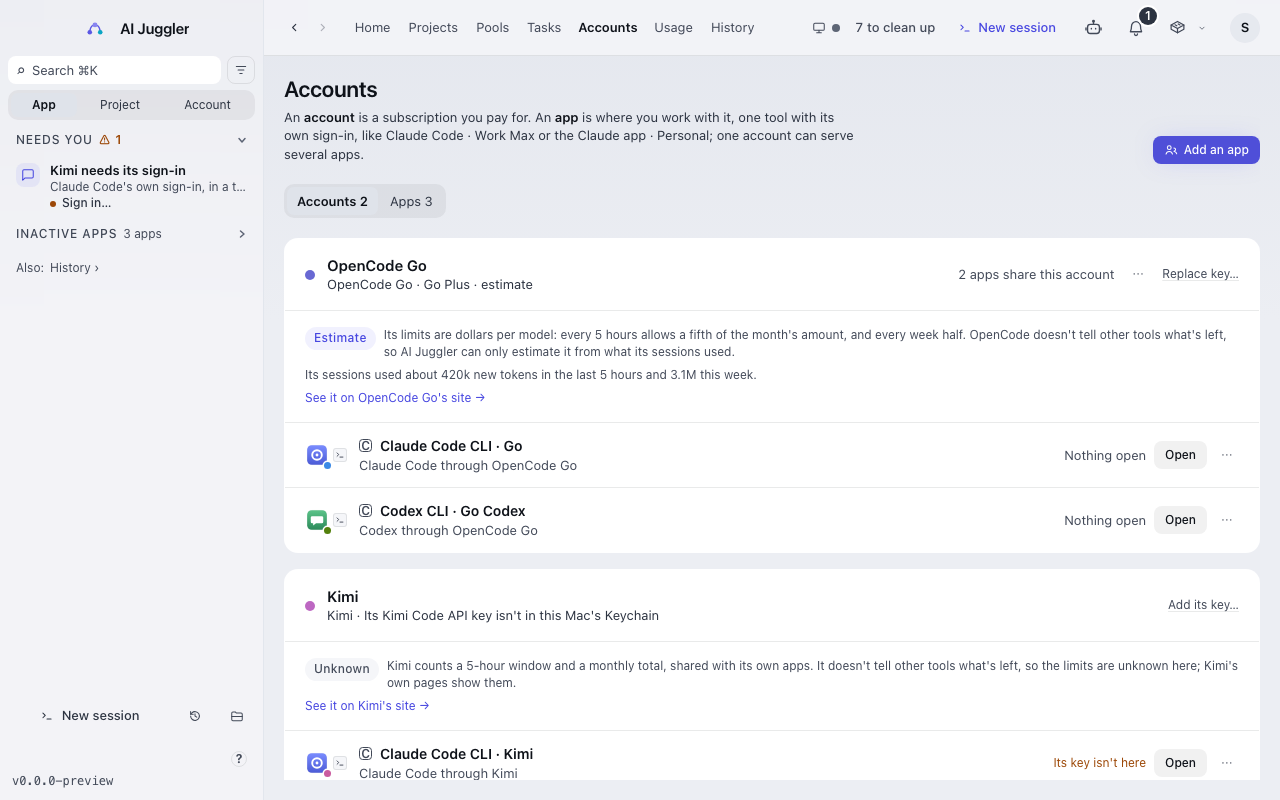 AI Juggler
Search ⌘K
App
Project
Account
NEEDS YOU
1
Kimi needs its sign-in
Claude Code's own sign-in, in a t...
Sign in...
INACTIVE APPS 3 apps
Also: History ›
New session
?
v0.0.0-preview
Home
Projects
Pools
Tasks
Accounts
Usage
History
7 to clean up
New session
1
S
Accounts
An account is a subscription you pay for. An app is where you work with it, one tool with its
own sign-in, like Claude Code · Work Max or the Claude app · Personal; one account can serve
several apps.
Add an app
Accounts 2
Apps 3
OpenCode Go
OpenCode Go · Go Plus · estimate
2 apps share this account
···
Replace key...
Estimate
Its limits are dollars per model: every 5 hours allows a fifth of the month's amount, and every week half. OpenCode doesn't tell other tools what's left,
so AI Juggler can only estimate it from what its sessions used.
Its sessions used about 420k new tokens in the last 5 hours and 3.1M this week.
See it on OpenCode Go's site →
C Claude Code CLI · Go
Claude Code through OpenCode Go
Nothing open
Open
···
C Codex CLI · Go Codex
Codex through OpenCode Go
Nothing open
Open
···
Kimi
Kimi · Its Kimi Code API key isn't in this Mac's Keychain
Add its key...
Unknown
Kimi counts a 5-hour window and a monthly total, shared with its own apps. It doesn't tell other tools what's left, so the limits are unknown here; Kimi's
own pages show them.
See it on Kimi's site →
C Claude Code CLI · Kimi
Claude Code through Kimi
Its key isn't here
Open
···